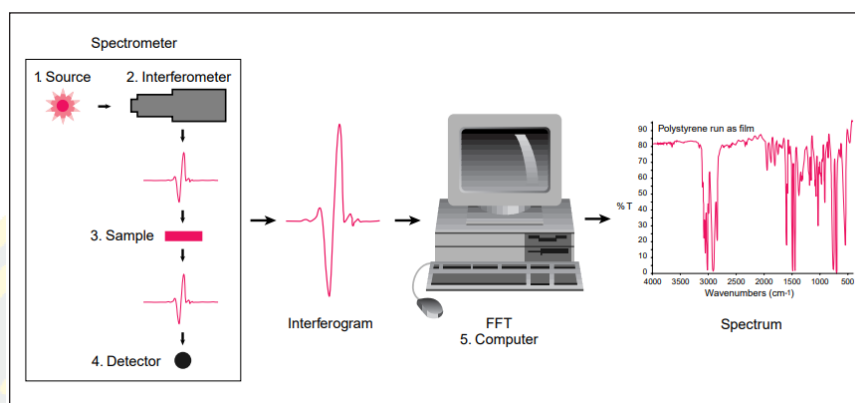 Spectrometer
1. Source
2. Interferometer
3. Sample
4. Detector
Interferogram
FFT
5. Computer
Polystyrene run as film
% T
90
80
70
60
50
40
30
20
10
0
4000 3500 3000 2500 2000 1500 1000 500
Wavenumbers (cm-1)
Spectrum